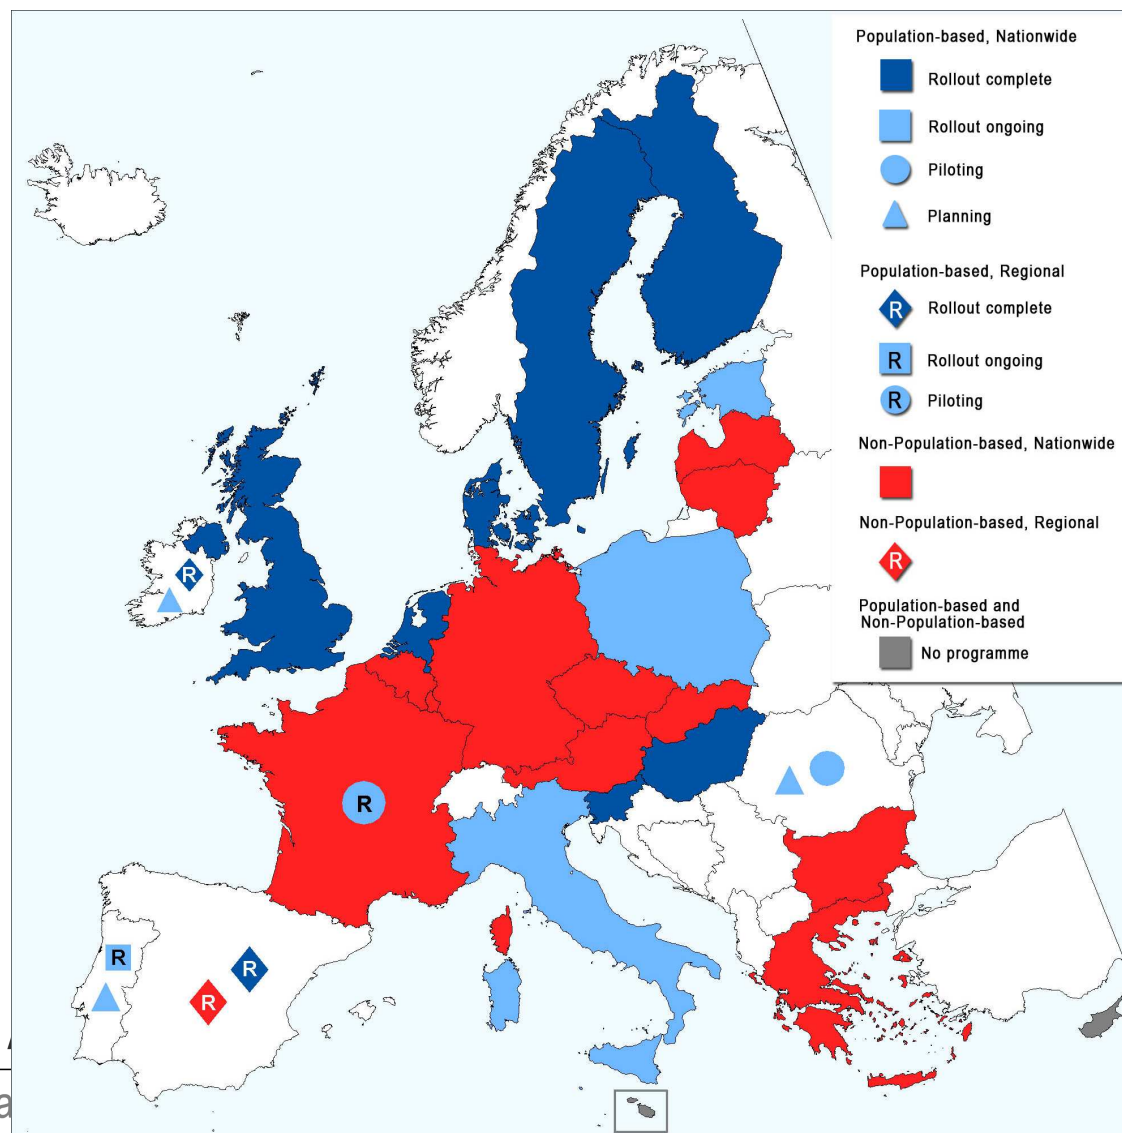 Population-based, Nationwide
Rollout complete
Rollout ongoing
Piloting
Planning
Population-based, Regional
R Rollout complete
R Rollout ongoing
R Piloting
Non-Population-based, Nationwide
Non-Population-based, Regional
R
Population-based and
Non-Population-based
No programme
R
R
R
R
R
a